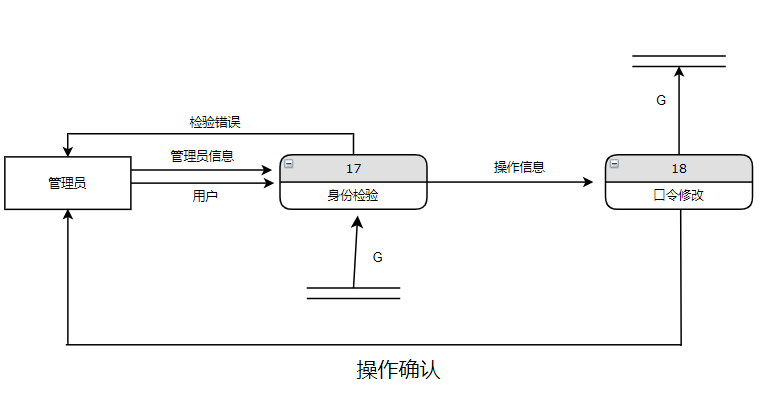 G
检验错误
管理员信息
17
18
操作信息
管理员
用户
身份检验
口令修改
G
操作确认